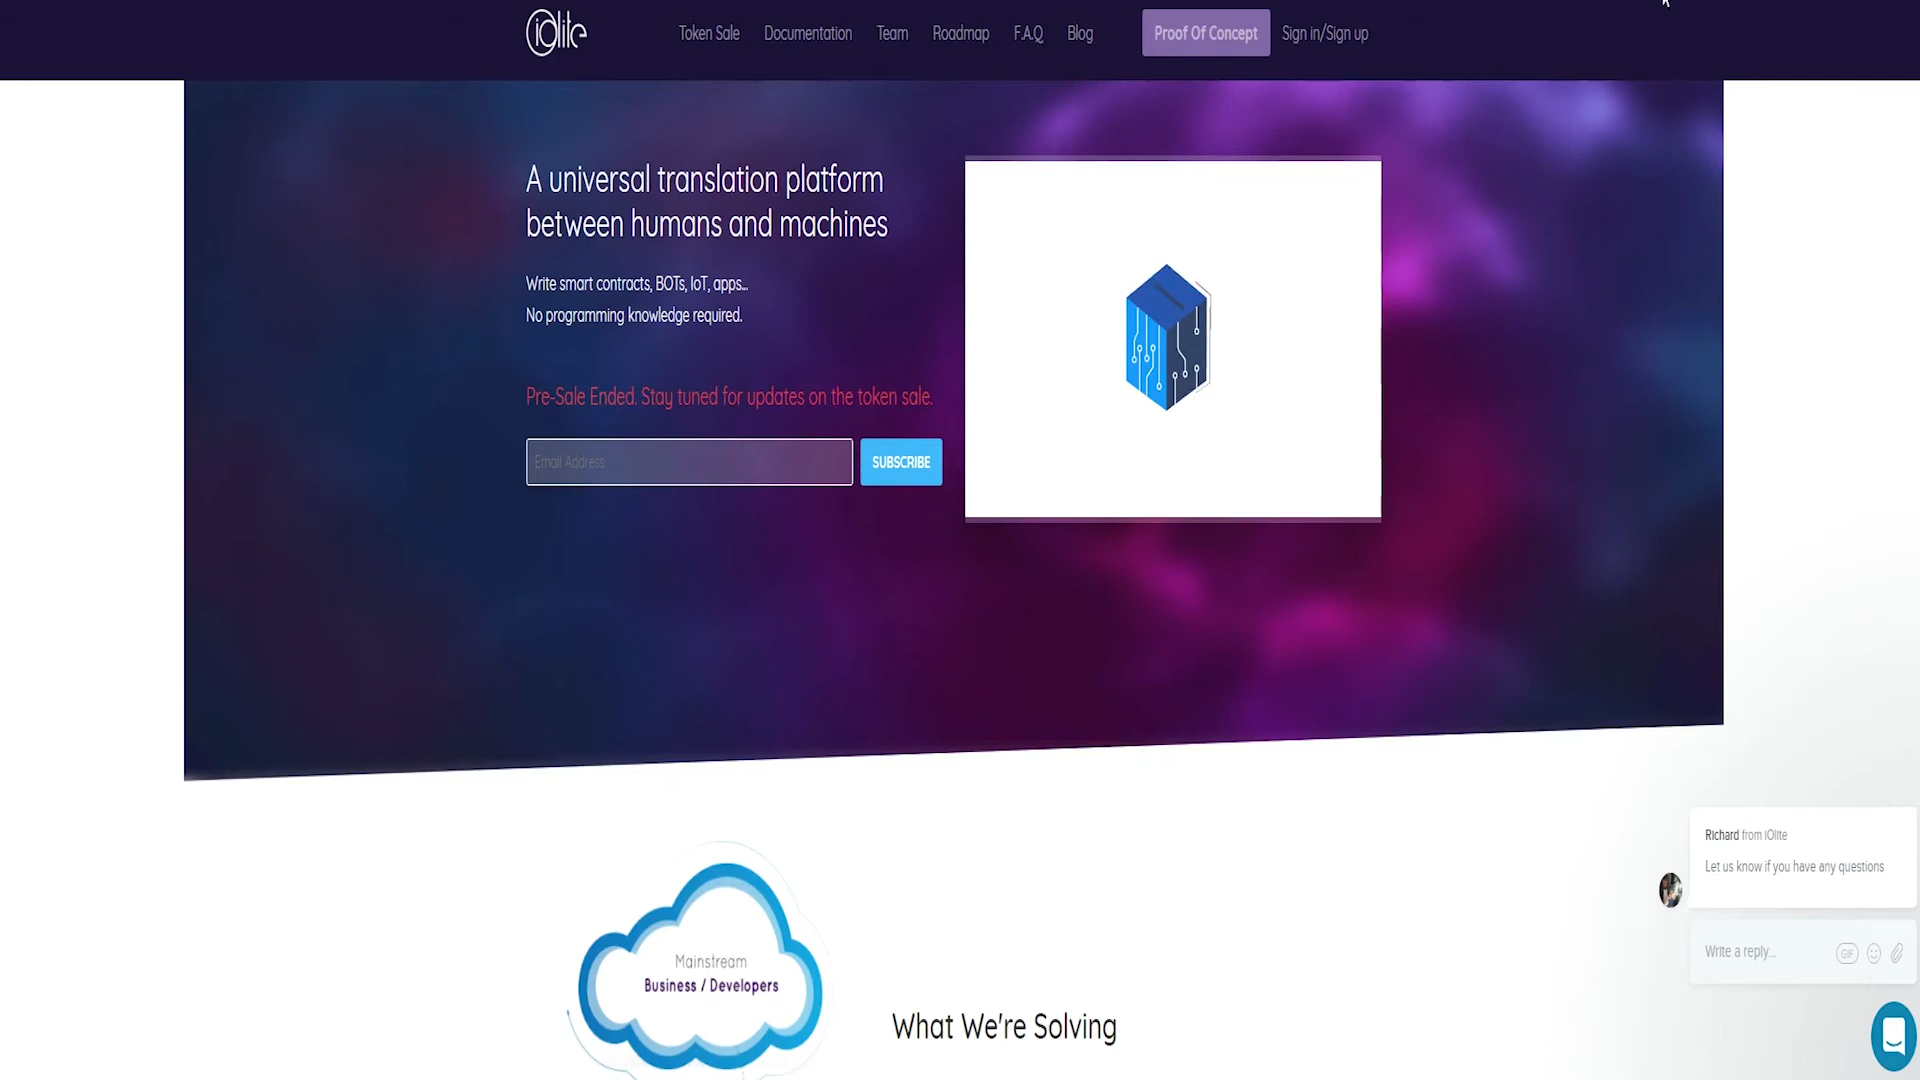 iOlite
Token Sale
Documentation
Team
Roadmap
F.A.Q
Blog
Proof Of Concept
Sign in/Sign up
A universal translation platform
between humans and machines
Write smart contracts, BOTs, IoT, apps...
No programming knowledge required.
Pre-Sale Ended. Stay tuned for updates on the token sale.
Email Address
SUBSCRIBE
Mainstream
Business / Developers
What We're Solving
Richard from iOlite
Let us know if you have any questions
Write a reply...
GIF